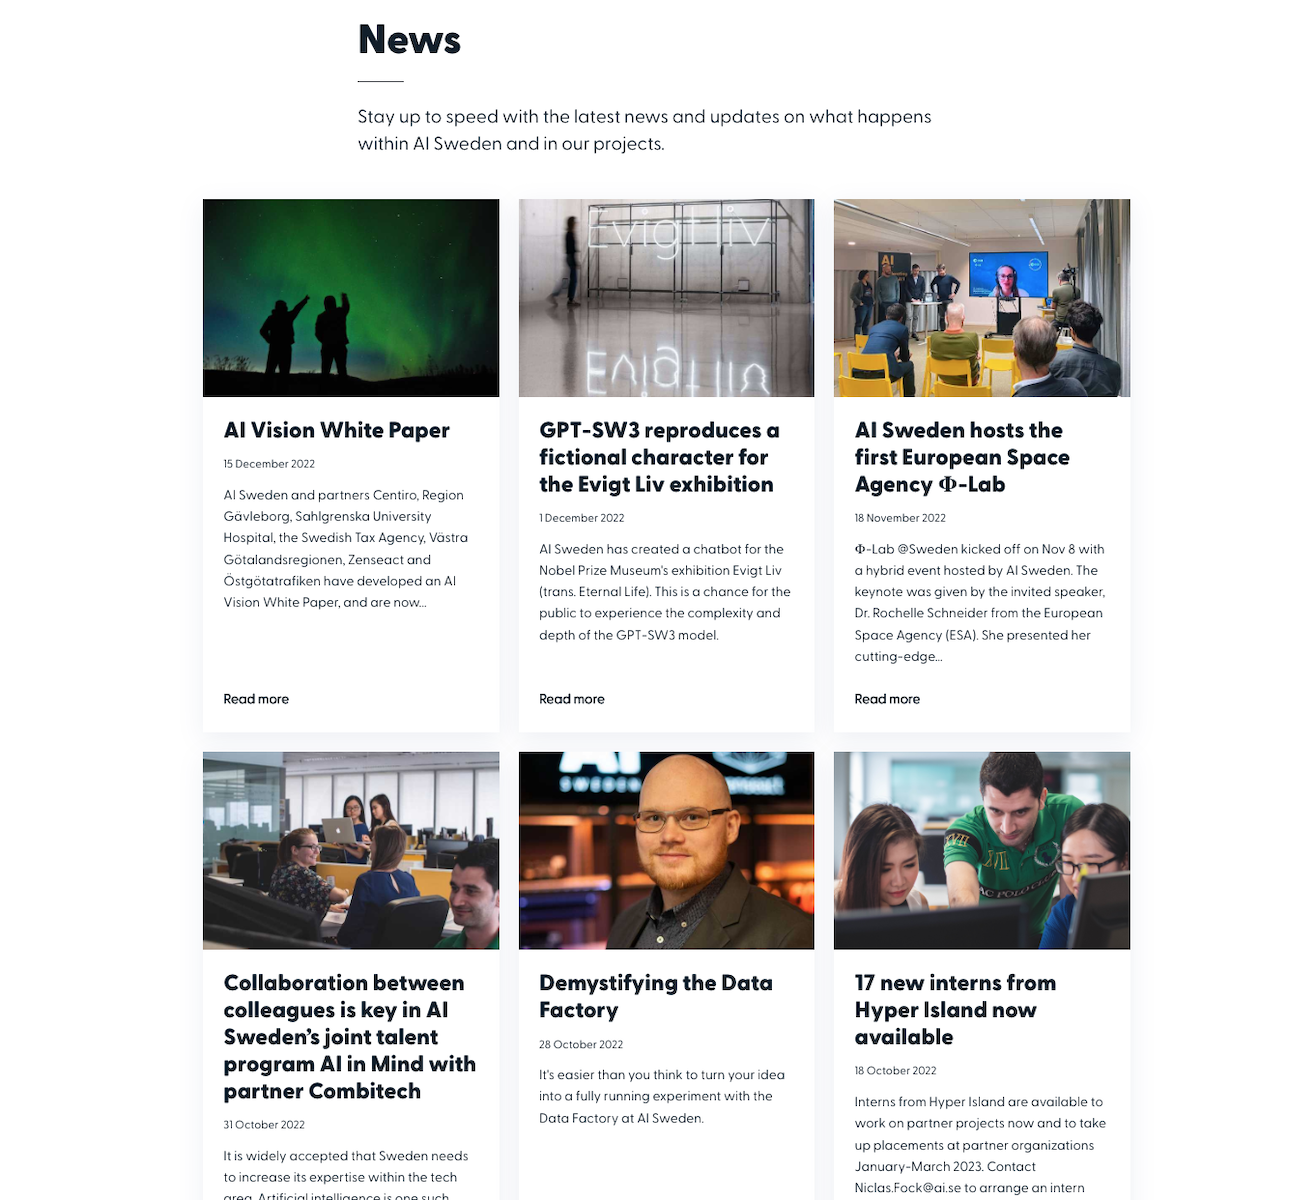 News
Stay up to speed with the latest news and updates on what happens
within AI Sweden and in our projects.
Evigt liv
AI
AI Vision White Paper
15 December 2022
AI Sweden and partners Centiro, Region
Gävleborg, Sahlgrenska University
Hospital, the Swedish Tax Agency, Västra
Götalandsregionen, Zenseact and
Östgötatrafiken have developed an AI
Vision White Paper, and are now...
Read more
GPT-SW3 reproduces a
fictional character for
the Evigt Liv exhibition
1 December 2022
AI Sweden has created a chatbot for the
Nobel Prize Museum's exhibition Evigt Liv
(trans. Eternal Life). This is a chance for the
public to experience the complexity and
depth of the GPT-SW3 model.
Read more
AI Sweden hosts the
first European Space
Agency Φ-Lab
18 November 2022
Φ-Lab @Sweden kicked off on Nov 8 with
a hybrid event hosted by AI Sweden. The
keynote was given by the invited speaker,
Dr. Rochelle Schneider from the European
Space Agency (ESA). She presented her
cutting-edge...
Read more
AI
SWEDEN
XVII
Collaboration between
colleagues is key in AI
Sweden’s joint talent
program AI in Mind with
partner Combitech
31 October 2022
It is widely accepted that Sweden needs
to increase its expertise within the tech
area. Artificial intelligence is one such
Demystifying the Data
Factory
28 October 2022
It's easier than you think to turn your idea
into a fully running experiment with the
Data Factory at AI Sweden.
17 new interns from
Hyper Island now
available
18 October 2022
Interns from Hyper Island are available to
work on partner projects now and to take
up placements at partner organizations
January-March 2023. Contact
Niclas.Fock@ai.se to arrange an intern